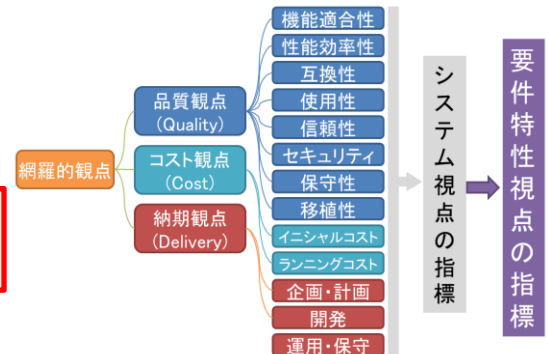 網羅的観点
品質観点
(Quality)
コスト観点
(Cost)
納期観点
(Delivery)
機能適合性
性能効率性
互換性
使用性
信頼性
セキュリティ
保守性
移植性
イニシャルコスト
ランニングコスト
企画・計画
開発
運用・保守
システム視点の指標
要件特性視点の指標